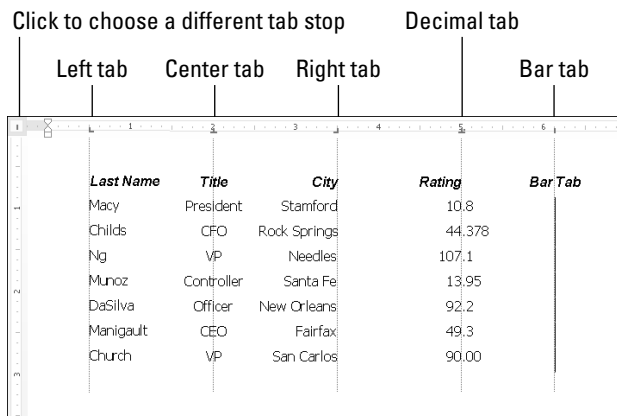 Click to choose a different tab stop Decimal tab
Left tab Center tab Right tab Bar tab
1 2 3 4 5 6
Last Name Title City Rating Bar Tab
Macy President Stamford 10.8
Childs CFO Rock Springs 44.378
Ng VP Needles 107.1
Munoz Controller Santa Fe 13.95
DaSilva Officer New Orleans 92.2
Manigault CEO Fairfax 49.3
Church VP San Carlos 90.00
1
2
3